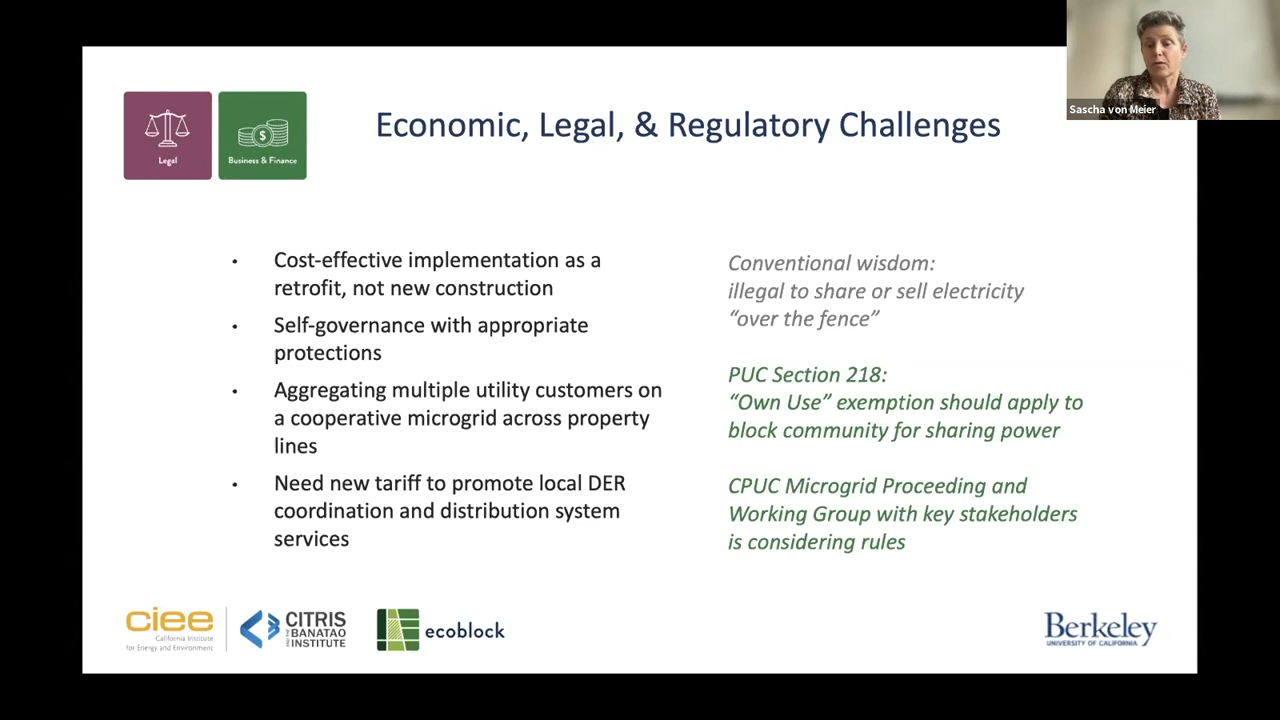 Sascha von Meier
Legal
Business & Finance
Economic, Legal, & Regulatory Challenges
• Cost-effective implementation as a
retrofit, not new construction
• Self-governance with appropriate
protections
• Aggregating multiple utility customers on
a cooperative microgrid across property
lines
• Need new tariff to promote local DER
coordination and distribution system
services
Conventional wisdom:
illegal to share or sell electricity
“over the fence”
PUC Section 218:
“Own Use” exemption should apply to
block community for sharing power
CPUC Microgrid Proceeding and
Working Group with key stakeholders
is considering rules
ciee
California Institute
for Energy and Environment
CITRIS
AND THE
BANATAO
INSTITUTE
ecoblock
Berkeley
UNIVERSITY OF CALIFORNIA